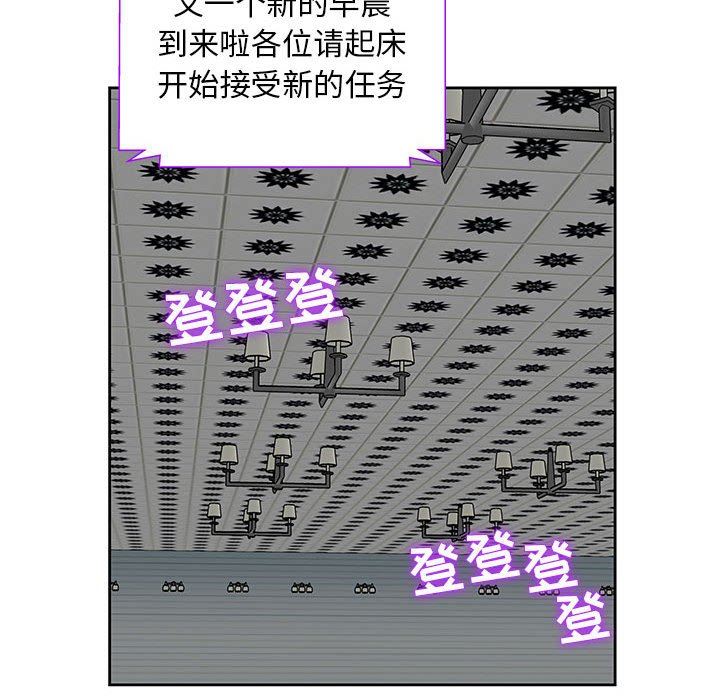 又一个新的早晨
到来啦各位请起床
开始接受新的任务
登登登
登登登
登